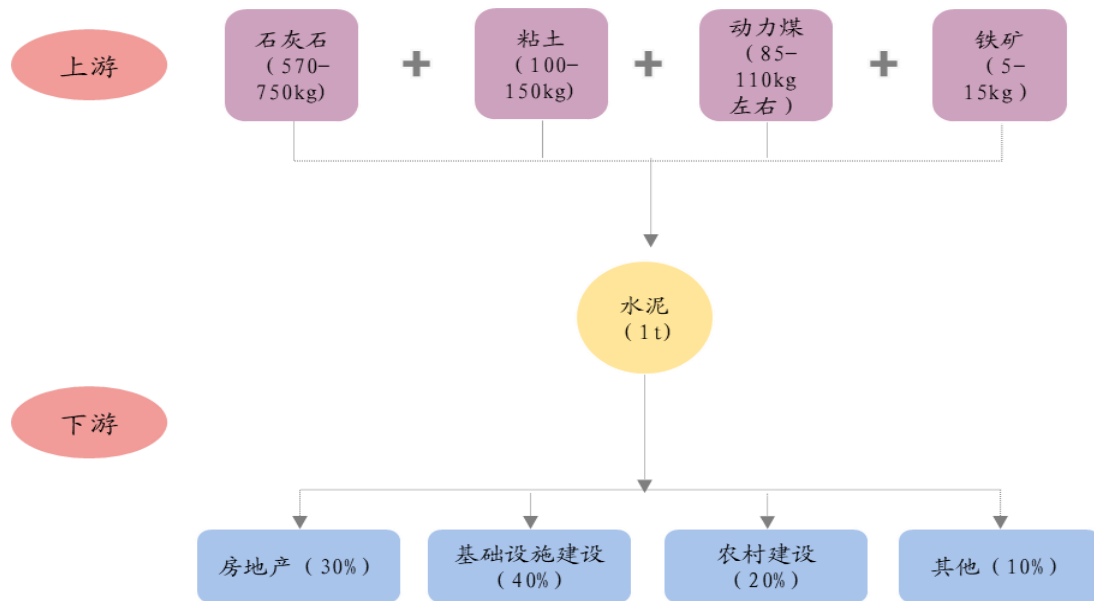 上游
石灰石
（570-
750kg）
粘土
（100-
150kg）
动力煤
（85-
110kg
左右）
铁矿
（5-
15kg）
水泥
（1t）
下游
房地产（30%）
基础设施建设
（40%）
农村建设
（20%）
其他（10%）